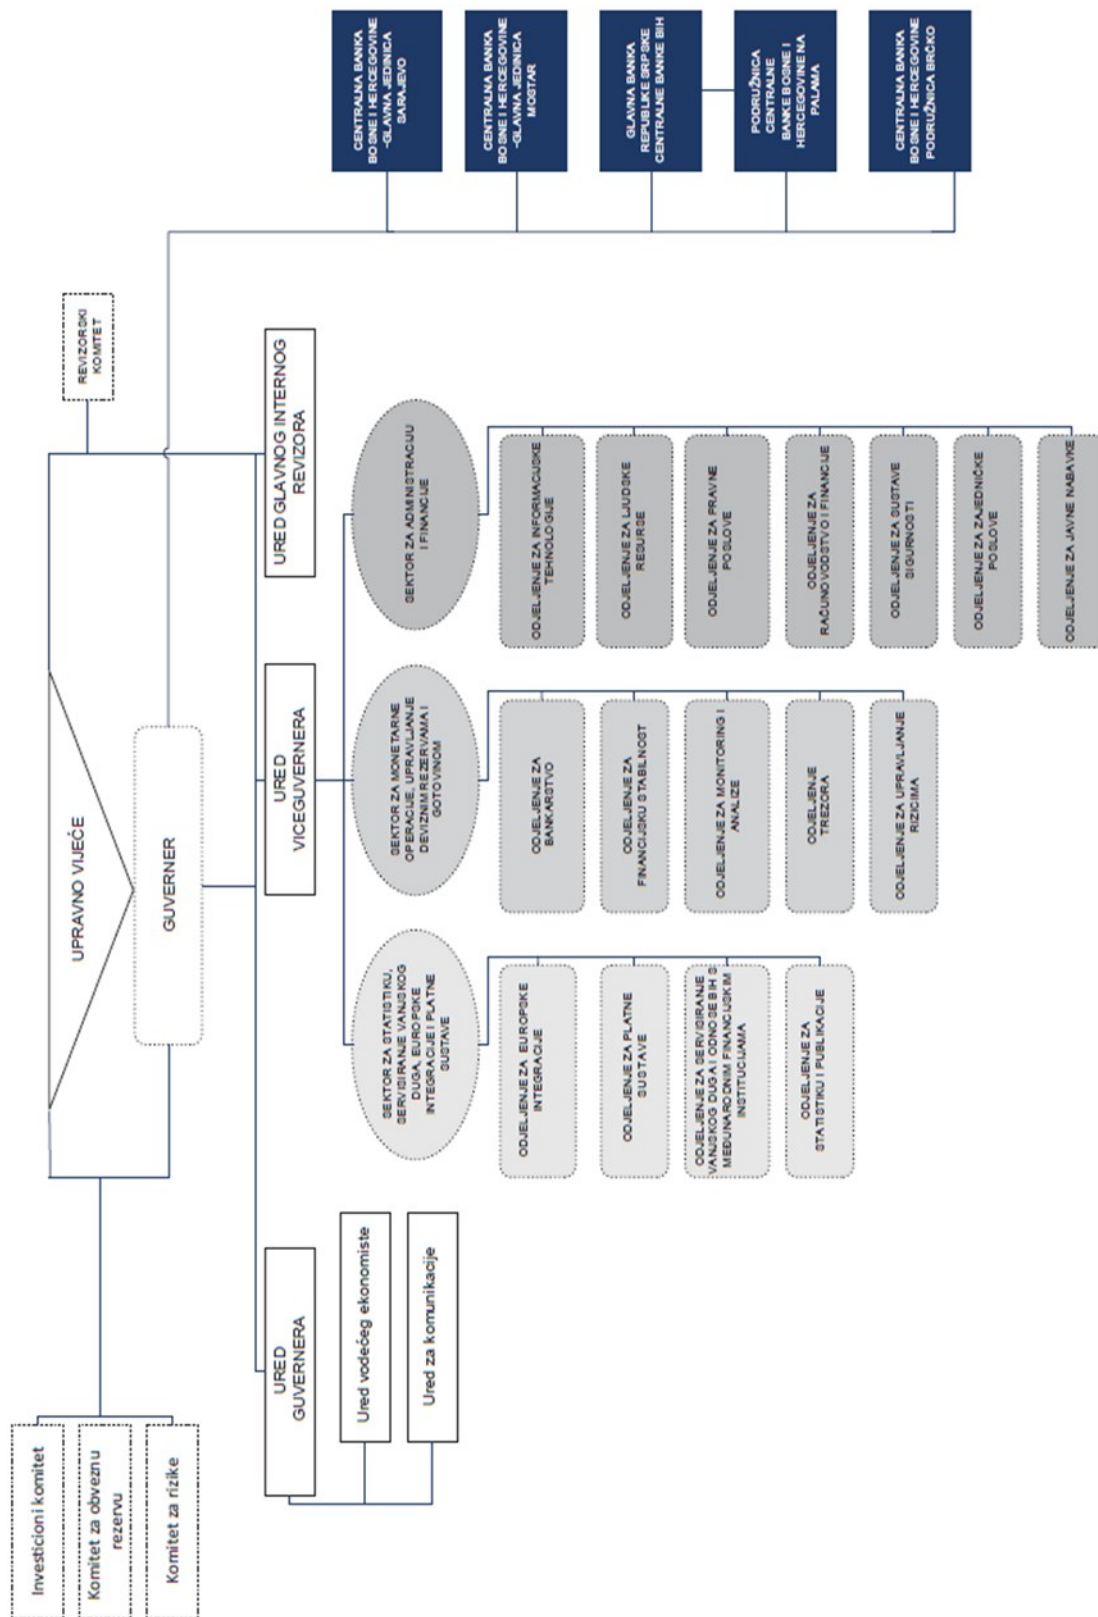 UPRAVNO VIJEĆE
GUVERNER
Investicioni komitet
Komitet za obveznu
rezervu
Komitet za rizike
REVIZORSKI
KOMITET
URED
GUVERNERA
Ured vodećeg ekonomiste
Ured za komunikacije
URED
VICEGUVERNERA
URED GLAVNOG INTERNOG
REVIZORA
SEKTOR ZA STATISTIKU,
SERVISIRANJE VANJSKOG
DUGA, EUROPSKE
INTEGRACIJE I PLATNE
SUSTAVE
ODJELJENJE ZA EUROPSKE
INTEGRACIJE
ODJELJENJE ZA PLATNE
SUSTAVE
ODJELJENJE ZA SERVISIRANJE
VANJSKOG DUGA I ODNOSE BIH S
MEĐUNARODNIM FINANCIJSKIM
INSTITUCIJAMA
ODJELJENJE ZA
STATISTIKU I PUBLIKACIJE
SEKTOR ZA MONETARNE
OPERACIJE, UPRAVLJANJE
DEVIZNIM REZERVAMA I
GOTOVINOM
ODJELJENJE ZA
BANKARSTVO
ODJELJENJE ZA
FINANCIJSKU STABILNOST
ODJELJENJE ZA MONITORING I
ANALIZE
ODJELJENJE
TREZORA
ODJELJENJE ZA UPRAVLJANJE
RIZICIMA
SEKTOR ZA ADMINISTRACIJU
I FINANCIJE
ODJELJENJE ZA INFORMACIJSKE
TEHNOLOGIJE
ODJELJENJE ZA LJUDSKE
RESURSE
ODJELJENJE ZA PRAVNE
POSLOVE
ODJELJENJE ZA
RAČUNOVODSTVO I FINANCIJE
ODJELJENJE ZA SUSTAVE
SIGURNOSTI
ODJELJENJE ZA ZAJEDNIČKE
POSLOVE
ODJELJENJE ZA JAVNE NABAVKE
CENTRALNA BANKA
BOSNE I HERCEGOVINE
-GLAVNA JEDINICA
SARAJEVO
CENTRALNA BANKA
BOSNE I HERCEGOVINE
-GLAVNA JEDINICA
MOSTAR
GLAVNA BANKA
REPUBLIKE SRPSKE
CENTRALNE BANKE BIH
PODRUŽNICA
CENTRALNE
BANKE BOSNE I
HERCEGOVINE NA
PALAMA
CENTRALNA BANKA
BOSNE I HERCEGOVINE
PODRUŽNICA BRČKO